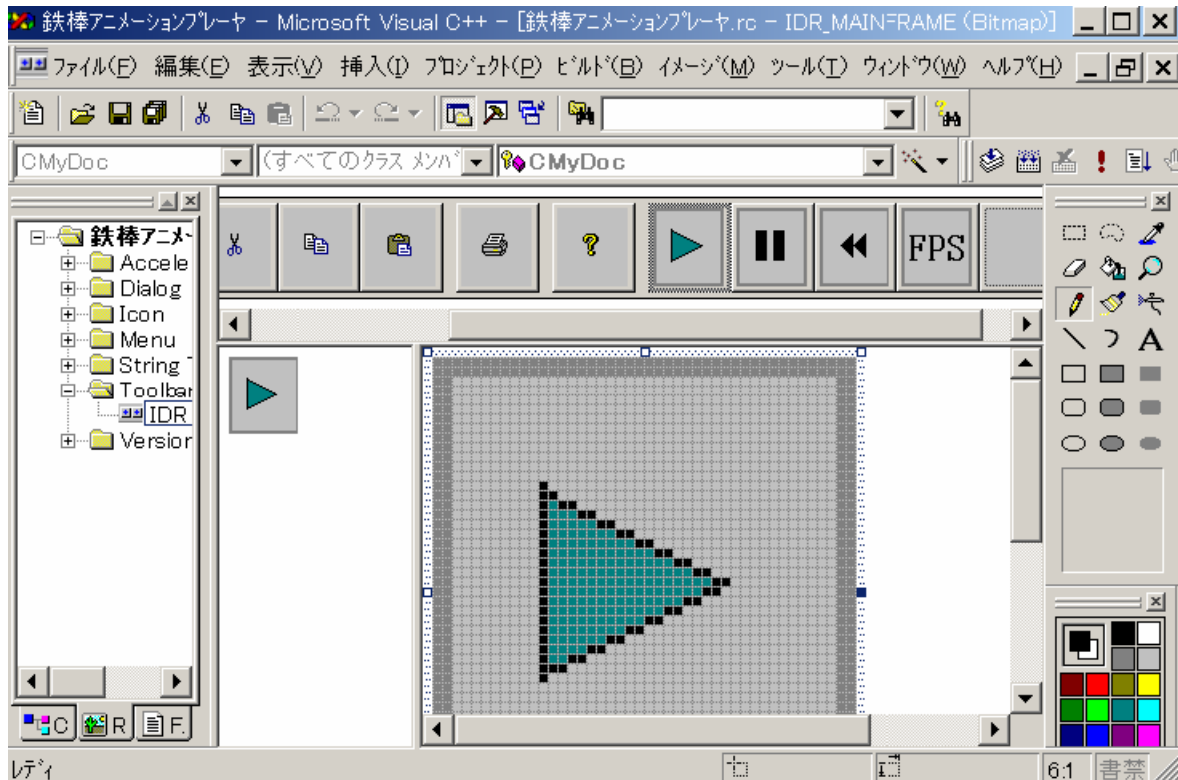 鉄棒アニメーションプレーヤ - Microsoft Visual C++ - [鉄棒アニメーションプレーヤ.rc - IDR_MAINFRAME (Bitmap)]
ファイル(F) 編集(E) 表示(V) 挿入(I) プロジェクト(P) ビルド(B) イメージ(M) ツール(T) ウィンドウ(W) ヘルプ(H)
CMyDoc (すべてのクラス メンバ CMyDoc
FPS
鉄棒アニメー
Accele
Dialog
Icon
Menu
String T
Toolbar
IDR
Version
A
C R F.
レディ 6:1 書禁